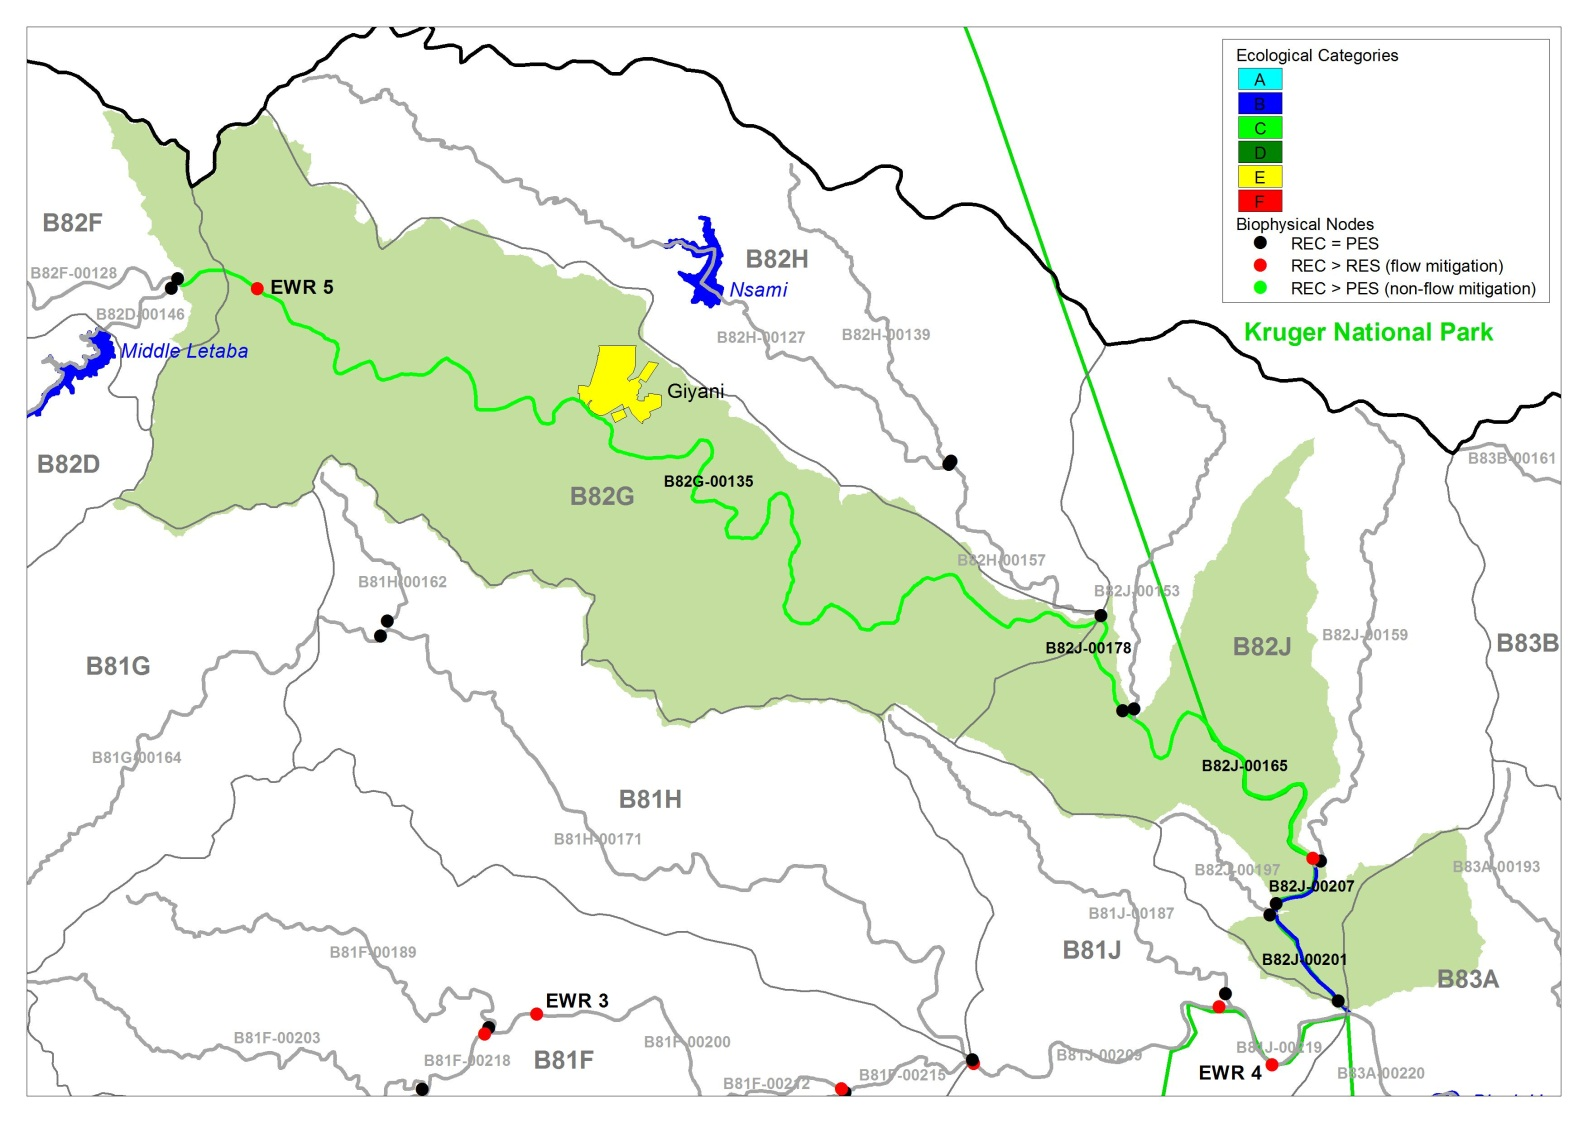 Ecological Categories
A
B
C
D
E
F
Biophysical Nodes
REC = PES
REC > RES (flow mitigation)
REC > PES (non-flow mitigation)
Kruger National Park
B82F
B82F-00128
EWR 5
B82H
Nsami
B82D-00146
B82H-00127
B82H-00139
Middle Letaba
Giyani
B82D
B83B-00161
B82G-00135
B82G
B82H-00157
B81H-00162
B82J-00153
B82J-00159
B82J-00178
B82J
B83B
B81G
B81G-00164
B82J-00165
B81H
B81H-00171
B82J-00197
B83A-00193
B82J-00207
B81J-00187
B81F-00189
B81J
B82J-00201
B83A
EWR 3
B81F-00203
B81F-00200
B81F-00218
B81F
B81J-00209
B81J-00219
EWR 4
B81F-00215
B81F-00212
B83A-00220